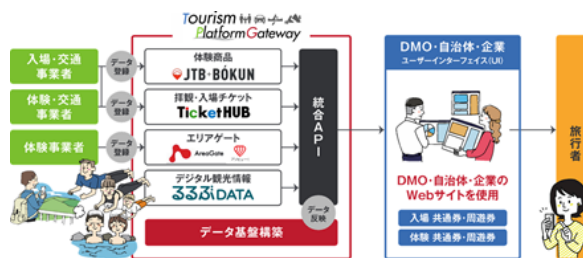 Tourism
Platform Gateway
入場・交通
事業者
データ
登録
体験商品
JTB・BÓKUN
体験・交通
事業者
データ
登録
拝観・入場チケット
TicketHUB
体験事業者
データ
登録
エリアゲート
AreaGate
デジタル観光情報
るるぶDATA
統合API
データ
反映
データ基盤構築
DMO・自治体・企業
ユーザーインターフェイス(UI)
DMO・自治体・企業の
Webサイトを使用
入場 共通券・周遊券
体験 共通券・周遊券
旅行者